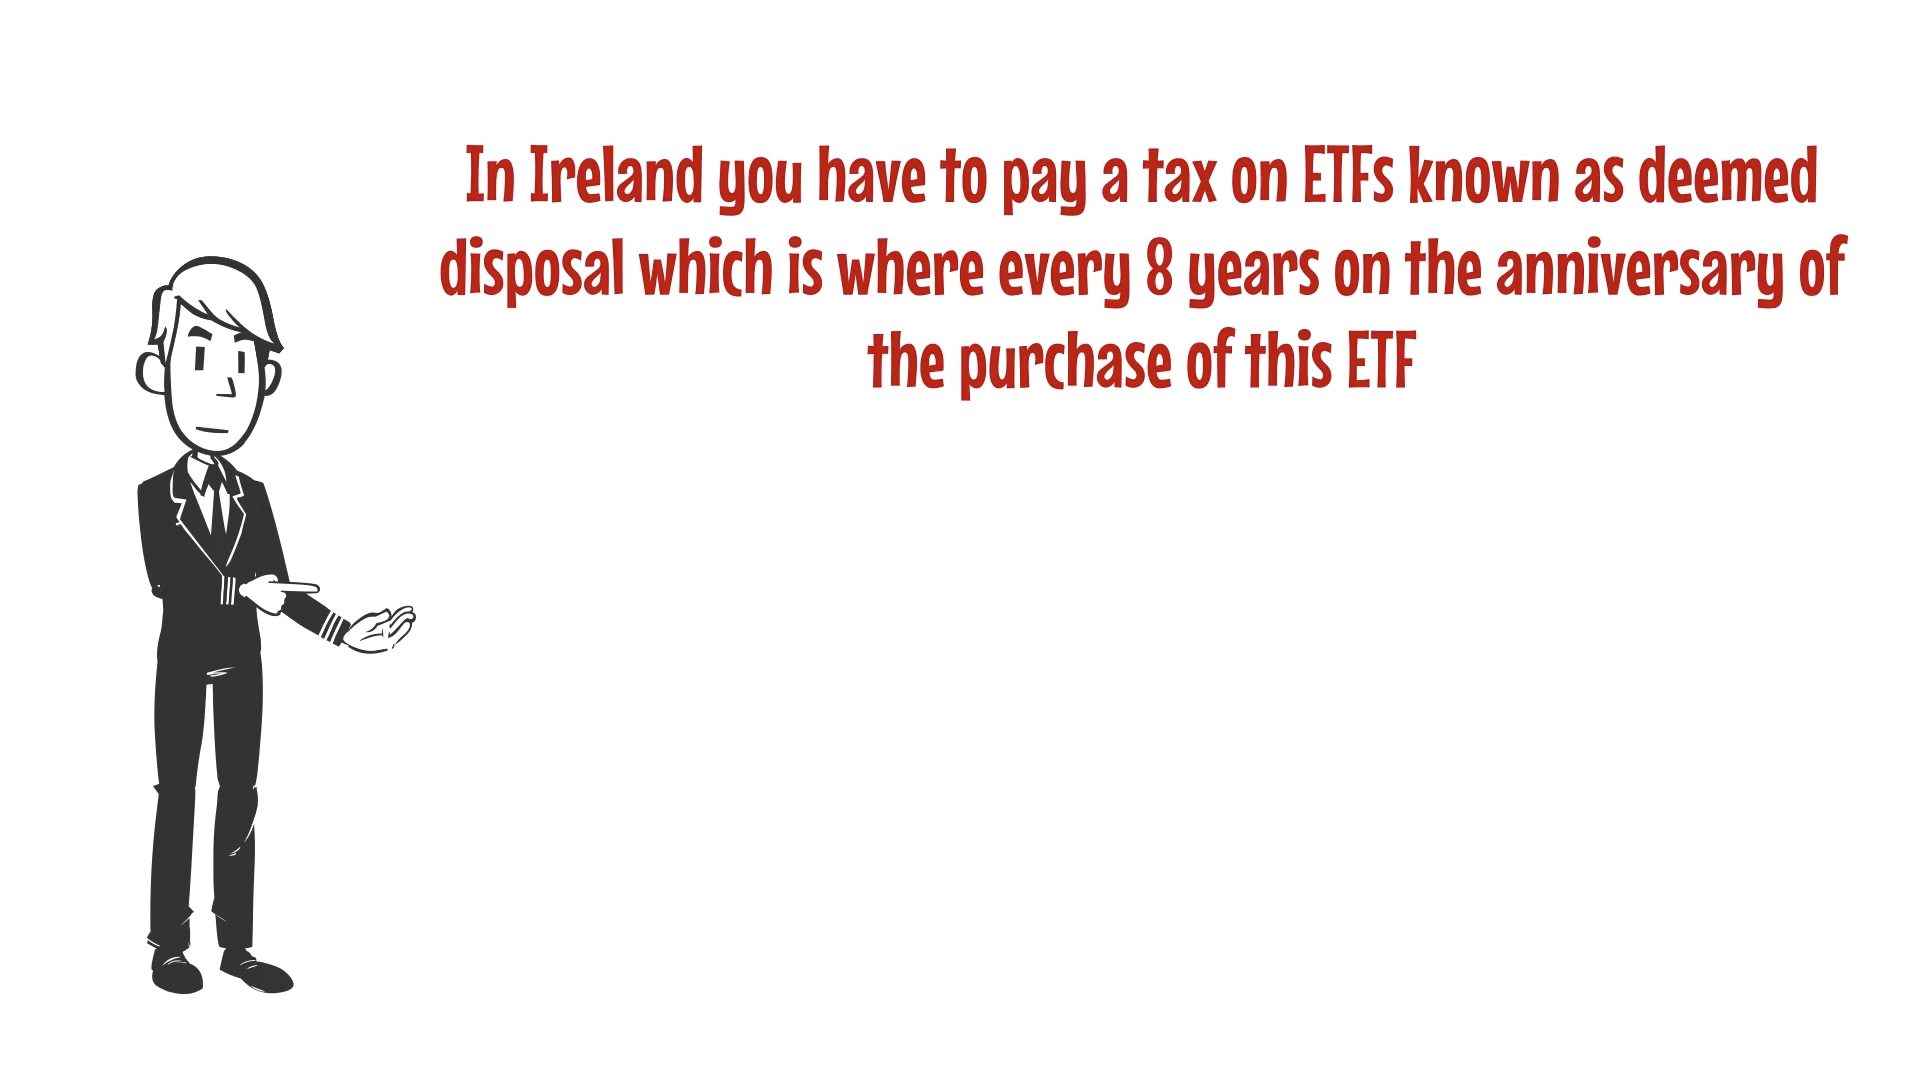 In Ireland you have to pay a tax on ETFs known as deemed
disposal which is where every 8 years on the anniversary of
the purchase of this ETF